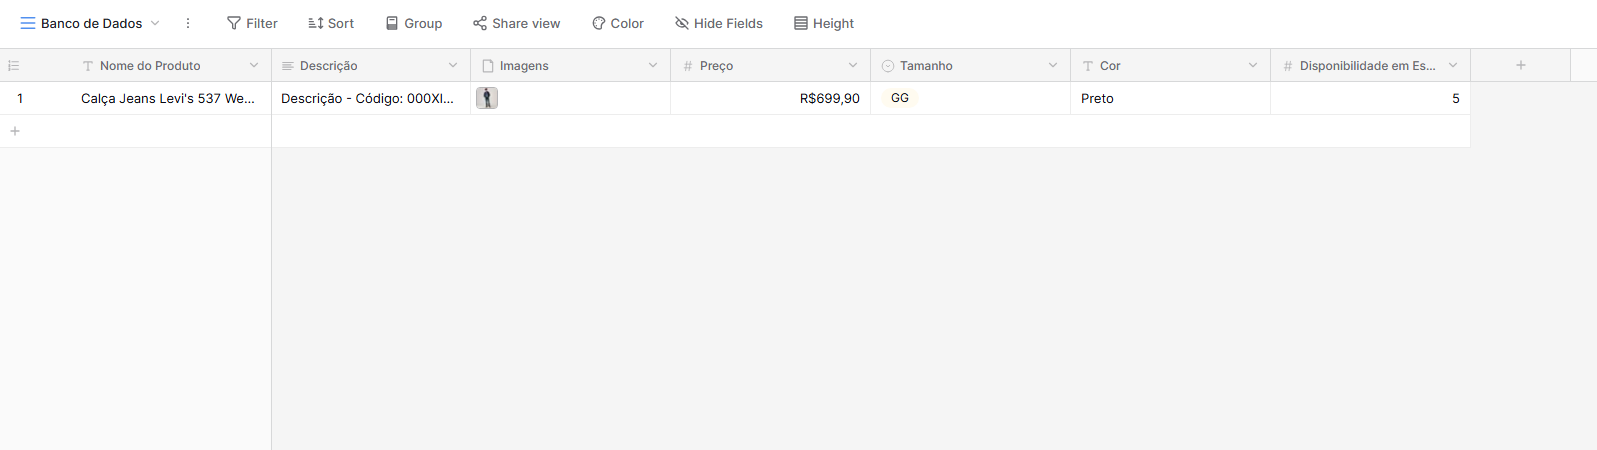 Banco de Dados Filter Sort Group Share view Color Hide Fields Height
Nome do Produto Descrição Imagens # Preço Tamanho Cor # Disponibilidade em Es... +
1 Calça Jeans Levi's 537 We... Descrição - Código: 000XI... R$699,90 GG Preto 5
+